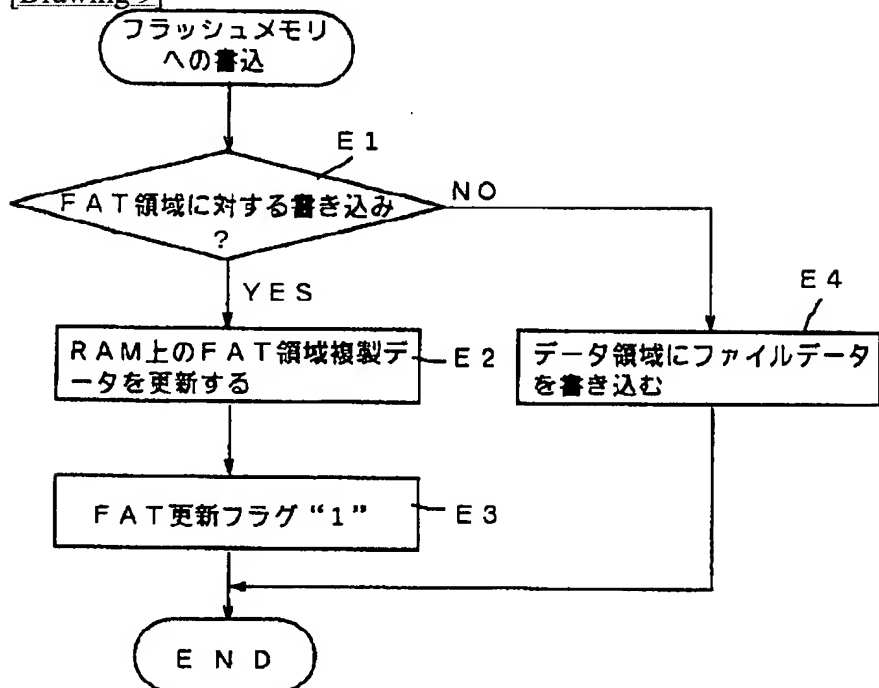 フラッシュメモリ
への書込
E1
FAT領域に対する書き込み
?
NO
YES
E4
RAM上のFAT領域複製デ
ータを更新する
E2
データ領域にファイルデータ
を書き込む
FAT更新フラグ“1”
E3
END